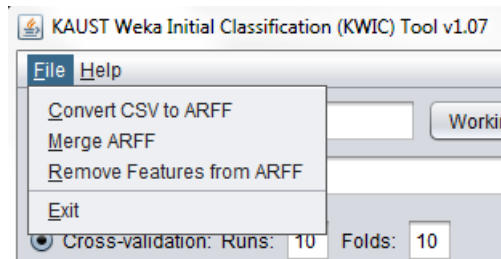 KAUST Weka Initial Classification (KWIC) Tool v1.07
File Help
Convert CSV to ARFF
Merge ARFF
Remove Features from ARFF
Exit
Cross-validation: Runs: 10 Folds: 10